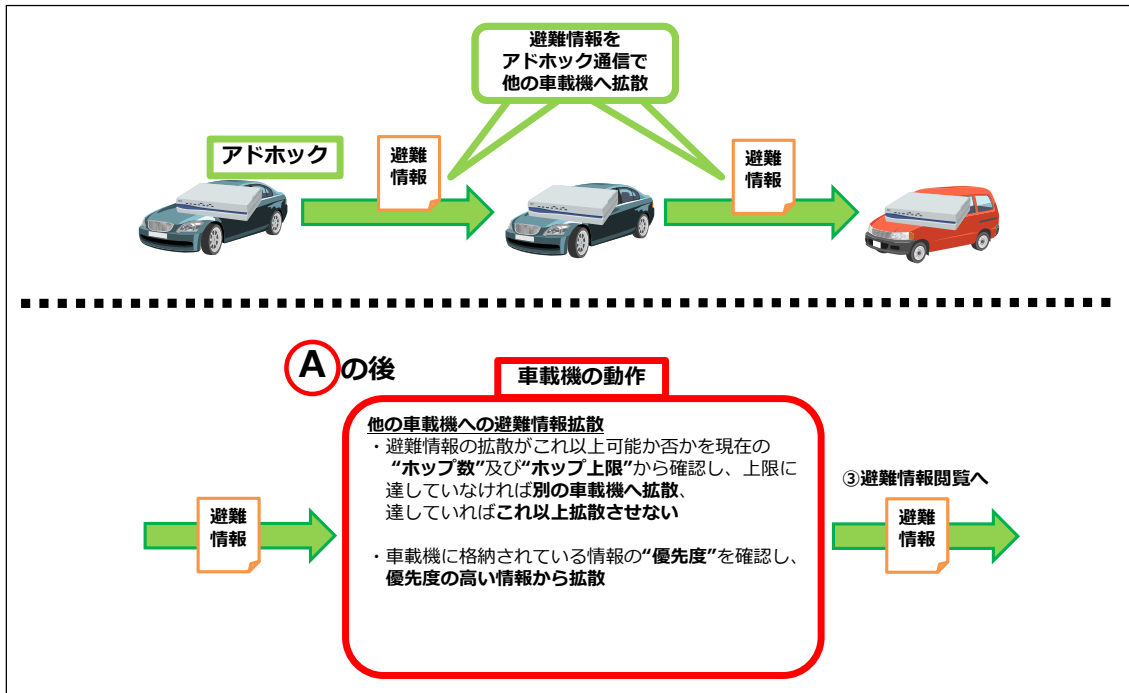 避難情報を
アドホック通信で
他の車載機へ拡散
アドホック
避難
情報
避難
情報
Aの後
車載機の動作
他の車載機への避難情報拡散
・避難情報の拡散がこれ以上可能か否かを現在の
“ホップ数”及び“ホップ上限”から確認し、上限に
達していなければ別の車載機へ拡散、
達していればこれ以上拡散させない
・車載機に格納されている情報の“優先度”を確認し、
優先度の高い情報から拡散
避難
情報
③避難情報閲覧へ
避難
情報